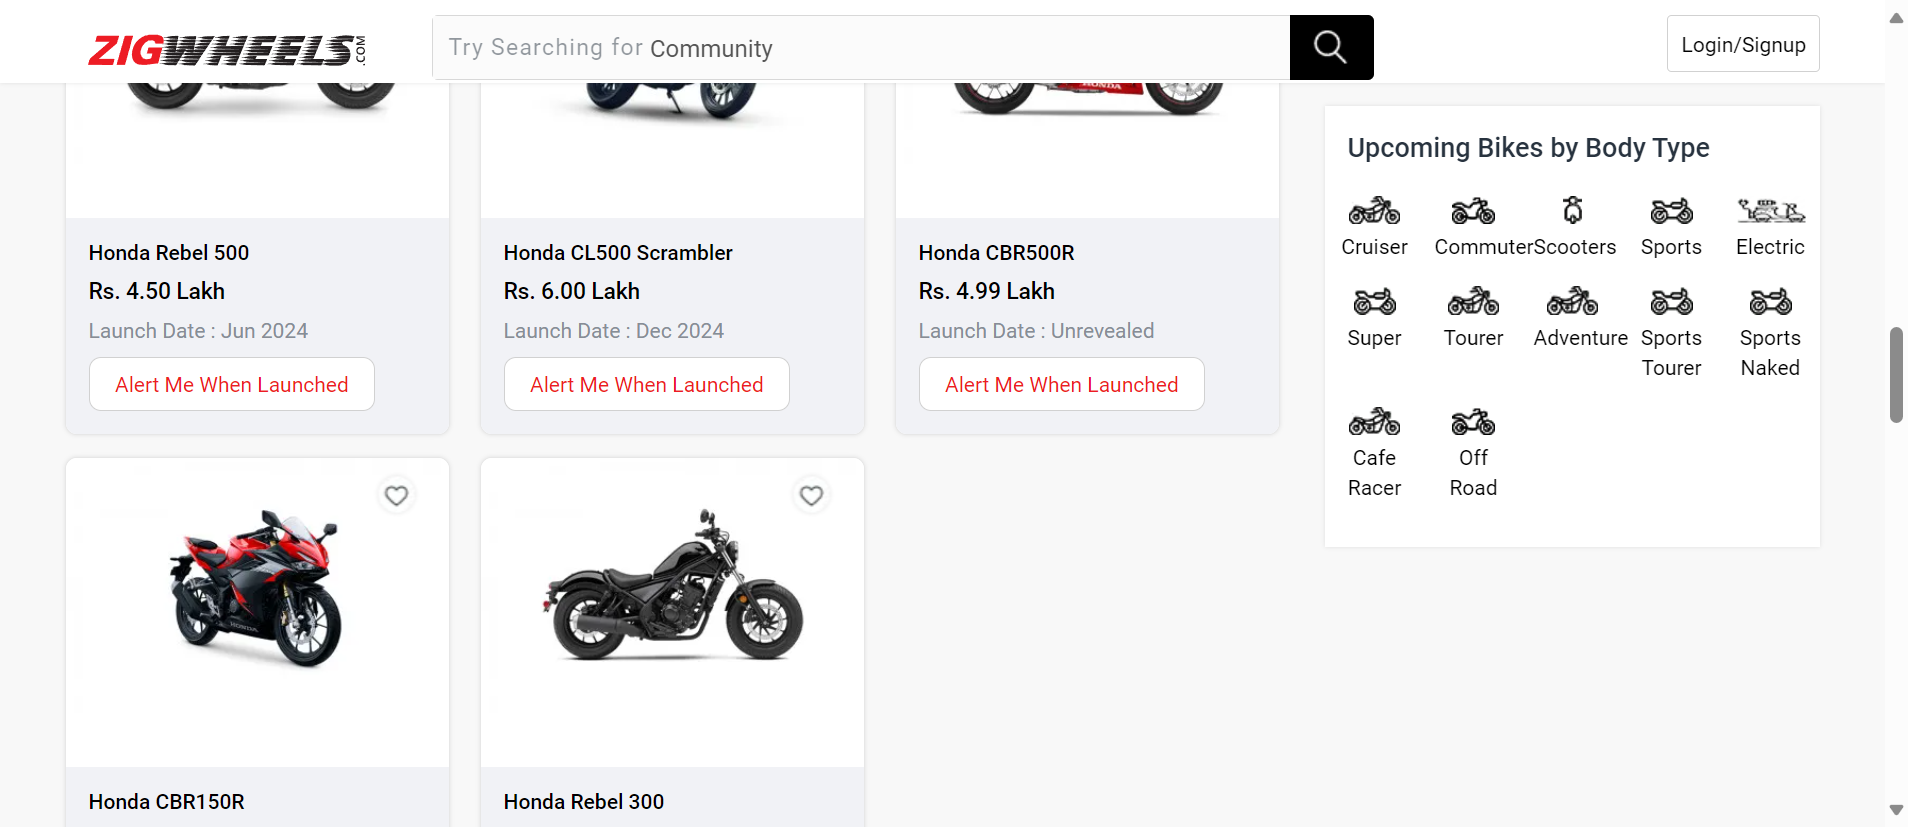 ZIGWHEELS.COM
Try Searching for Community
Login/Signup
HONDA
Honda Rebel 500
Rs. 4.50 Lakh
Launch Date : Jun 2024
Alert Me When Launched
Honda CL500 Scrambler
Rs. 6.00 Lakh
Launch Date : Dec 2024
Alert Me When Launched
Honda CBR500R
Rs. 4.99 Lakh
Launch Date : Unrevealed
Alert Me When Launched
HONDA
Honda CBR150R
Honda Rebel 300
Upcoming Bikes by Body Type
Cruiser
Commuter
Scooters
Sports
Electric
Super
Tourer
Adventure
Sports
Tourer
Sports
Naked
Cafe
Racer
Off
Road